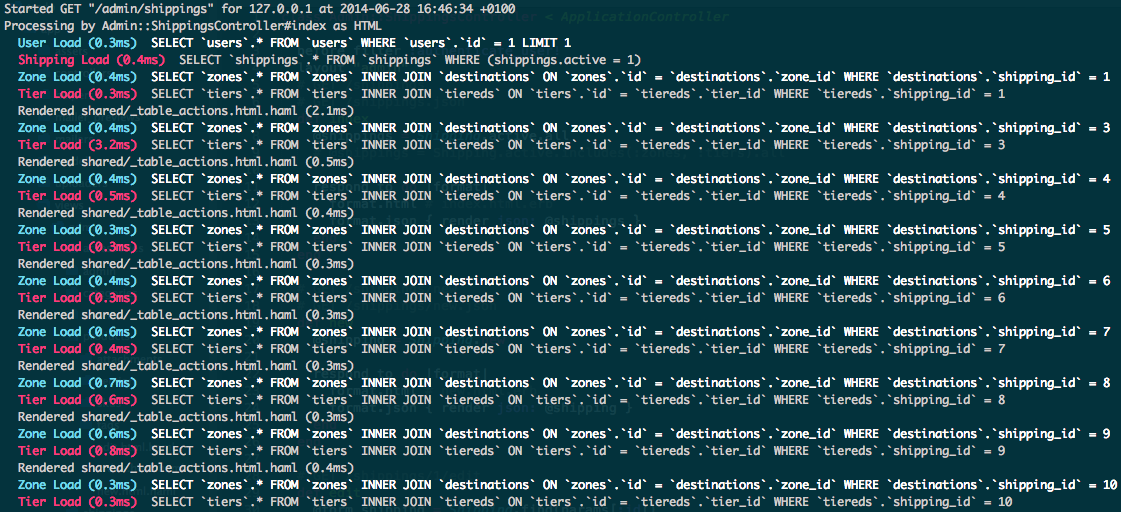 Started GET "/admin/shippings" for 127.0.0.1 at 2014-06-28 16:46:34 +0100
Processing by Admin::ShippingsController#index as HTML
User Load (0.3ms)  SELECT `users`.* FROM `users` WHERE `users`.`id` = 1 LIMIT 1
Shipping Load (0.4ms)  SELECT `shippings`.* FROM `shippings` WHERE (shippings.active = 1)
Zone Load (0.4ms)  SELECT `zones`.* FROM `zones` INNER JOIN `destinations` ON `zones`.`id` = `destinations`.`zone_id` WHERE `destinations`.`shipping_id` = 1
Tier Load (0.3ms)  SELECT `tiers`.* FROM `tiers` INNER JOIN `tiereds` ON `tiers`.`id` = `tiereds`.`tier_id` WHERE `tiereds`.`shipping_id` = 1
Rendered shared/_table_actions.html.haml (2.1ms)
Zone Load (0.4ms)  SELECT `zones`.* FROM `zones` INNER JOIN `destinations` ON `zones`.`id` = `destinations`.`zone_id` WHERE `destinations`.`shipping_id` = 3
Tier Load (3.2ms)  SELECT `tiers`.* FROM `tiers` INNER JOIN `tiereds` ON `tiers`.`id` = `tiereds`.`tier_id` WHERE `tiereds`.`shipping_id` = 3
Rendered shared/_table_actions.html.haml (0.5ms)
Zone Load (0.4ms)  SELECT `zones`.* FROM `zones` INNER JOIN `destinations` ON `zones`.`id` = `destinations`.`zone_id` WHERE `destinations`.`shipping_id` = 4
Tier Load (0.5ms)  SELECT `tiers`.* FROM `tiers` INNER JOIN `tiereds` ON `tiers`.`id` = `tiereds`.`tier_id` WHERE `tiereds`.`shipping_id` = 4
Rendered shared/_table_actions.html.haml (0.4ms)
Zone Load (0.3ms)  SELECT `zones`.* FROM `zones` INNER JOIN `destinations` ON `zones`.`id` = `destinations`.`zone_id` WHERE `destinations`.`shipping_id` = 5
Tier Load (0.3ms)  SELECT `tiers`.* FROM `tiers` INNER JOIN `tiereds` ON `tiers`.`id` = `tiereds`.`tier_id` WHERE `tiereds`.`shipping_id` = 5
Rendered shared/_table_actions.html.haml (0.3ms)
Zone Load (0.4ms)  SELECT `zones`.* FROM `zones` INNER JOIN `destinations` ON `zones`.`id` = `destinations`.`zone_id` WHERE `destinations`.`shipping_id` = 6
Tier Load (0.3ms)  SELECT `tiers`.* FROM `tiers` INNER JOIN `tiereds` ON `tiers`.`id` = `tiereds`.`tier_id` WHERE `tiereds`.`shipping_id` = 6
Rendered shared/_table_actions.html.haml (0.3ms)
Zone Load (0.6ms)  SELECT `zones`.* FROM `zones` INNER JOIN `destinations` ON `zones`.`id` = `destinations`.`zone_id` WHERE `destinations`.`shipping_id` = 7
Tier Load (0.4ms)  SELECT `tiers`.* FROM `tiers` INNER JOIN `tiereds` ON `tiers`.`id` = `tiereds`.`tier_id` WHERE `tiereds`.`shipping_id` = 7
Rendered shared/_table_actions.html.haml (0.3ms)
Zone Load (0.7ms)  SELECT `zones`.* FROM `zones` INNER JOIN `destinations` ON `zones`.`id` = `destinations`.`zone_id` WHERE `destinations`.`shipping_id` = 8
Tier Load (0.6ms)  SELECT `tiers`.* FROM `tiers` INNER JOIN `tiereds` ON `tiers`.`id` = `tiereds`.`tier_id` WHERE `tiereds`.`shipping_id` = 8
Rendered shared/_table_actions.html.haml (0.3ms)
Zone Load (0.6ms)  SELECT `zones`.* FROM `zones` INNER JOIN `destinations` ON `zones`.`id` = `destinations`.`zone_id` WHERE `destinations`.`shipping_id` = 9
Tier Load (0.8ms)  SELECT `tiers`.* FROM `tiers` INNER JOIN `tiereds` ON `tiers`.`id` = `tiereds`.`tier_id` WHERE `tiereds`.`shipping_id` = 9
Rendered shared/_table_actions.html.haml (0.4ms)
Zone Load (0.3ms)  SELECT `zones`.* FROM `zones` INNER JOIN `destinations` ON `zones`.`id` = `destinations`.`zone_id` WHERE `destinations`.`shipping_id` = 10
Tier Load (0.3ms)  SELECT `tiers`.* FROM `tiers` INNER JOIN `tiereds` ON `tiers`.`id` = `tiereds`.`tier_id` WHERE `tiereds`.`shipping_id` = 10